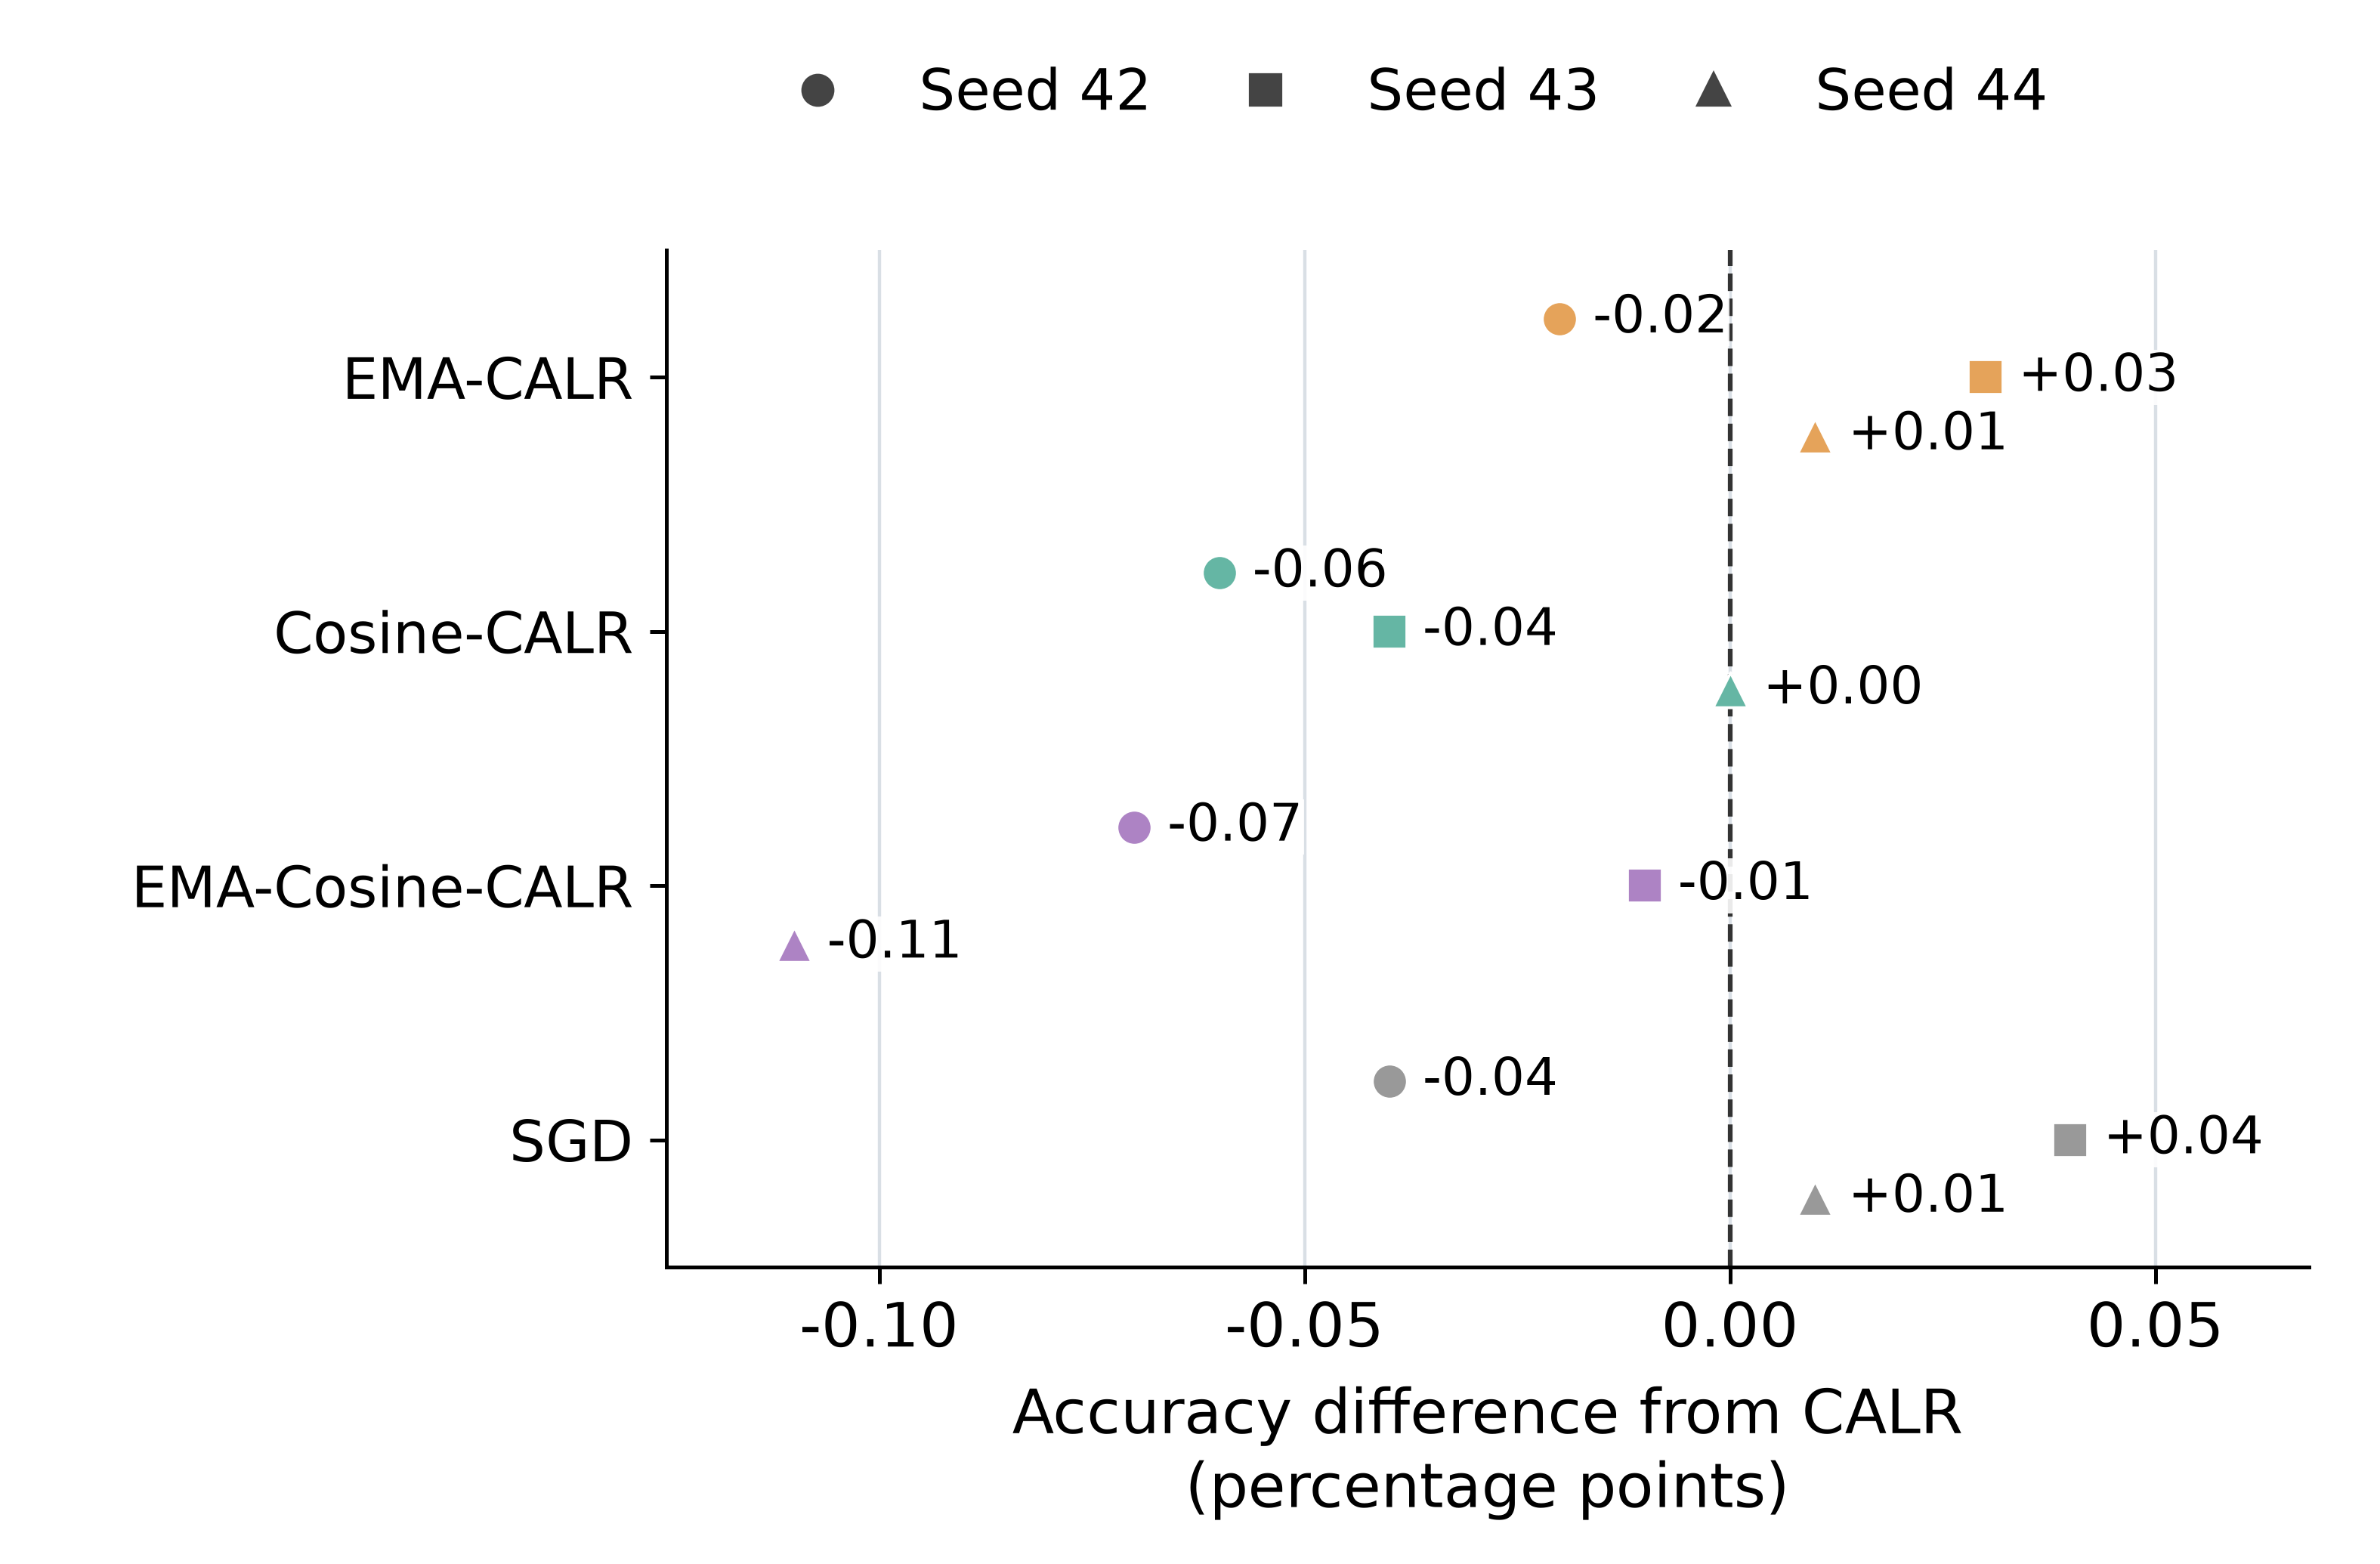 Seed 42 Seed 43 Seed 44
-0.02
EMA-CALR +0.03
+0.01
-0.06
Cosine-CALR -0.04
+0.00
-0.07
EMA-Cosine-CALR -0.01
-0.11
-0.04
SGD +0.04
+0.01
-0.10 -0.05 0.00 0.05
Accuracy difference from CALR
(percentage points)